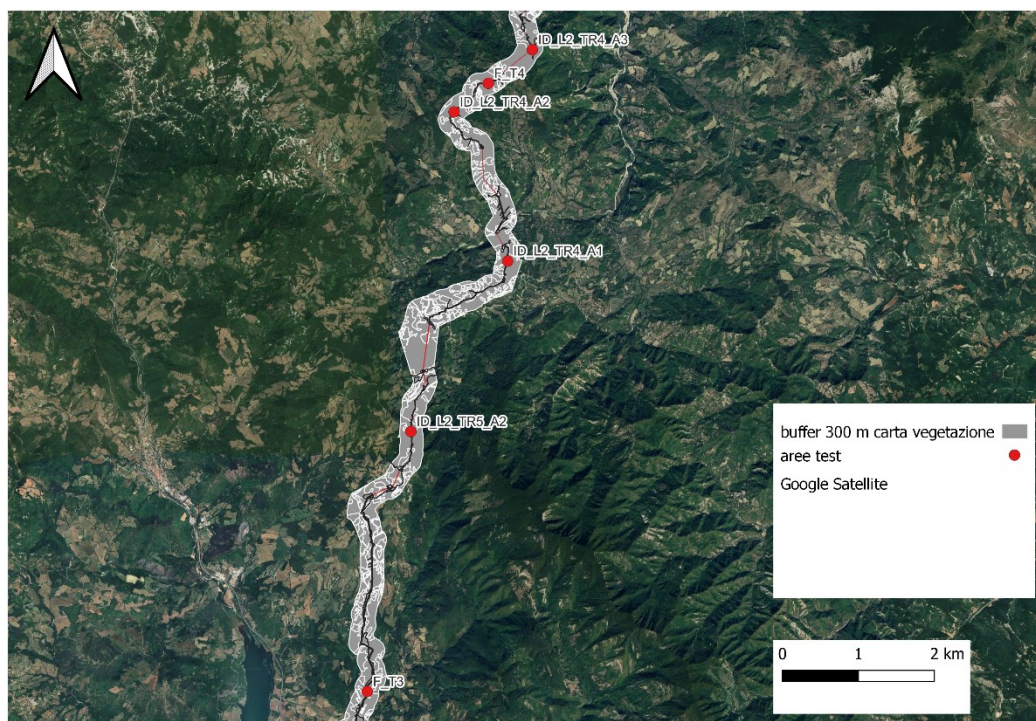 ID_L2_TR4_A3
F_T4
ID_L2_TR4_A2
ID_L2_TR4_A1
ID_L2_TR5_A2
F_T3
buffer 300 m carta vegetazione
aree test
Google Satellite
0 1 2 km